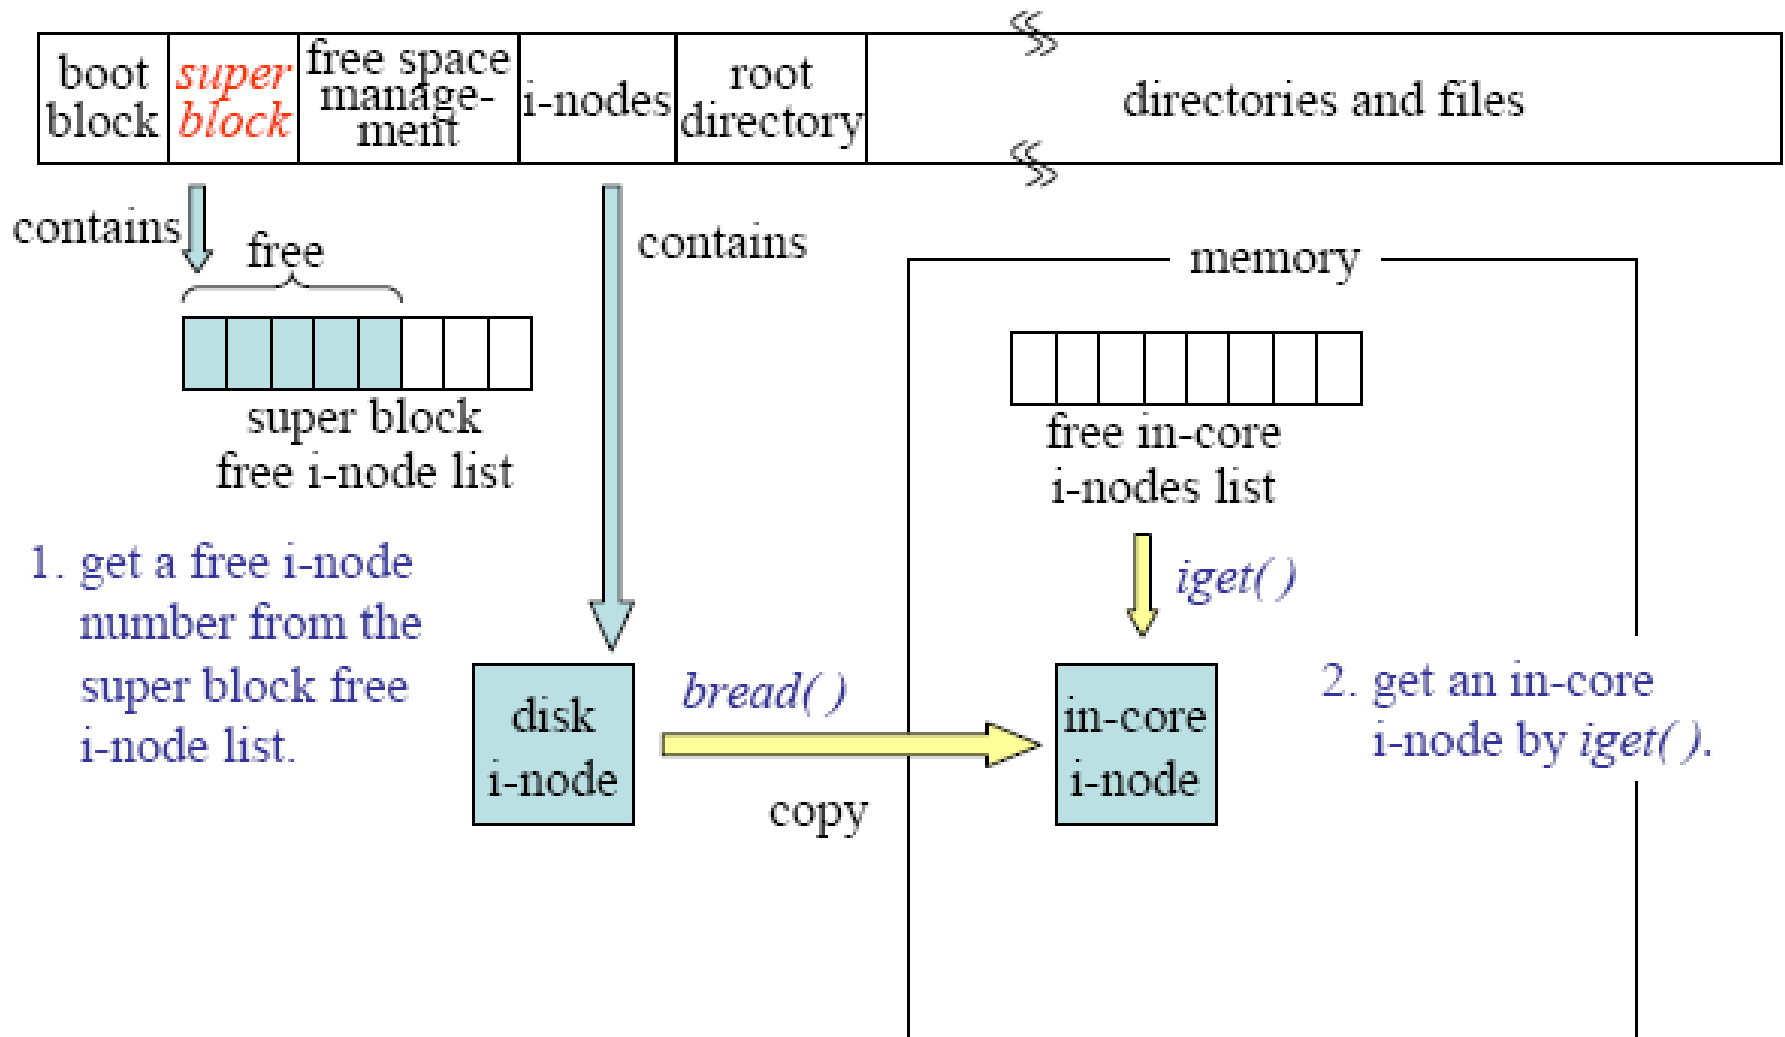 boot
block
super
block
free space
manage-
ment
i-nodes
root
directory
directories and files
contains
free
contains
memory
super block
free i-node list
free in-core
i-nodes list
1. get a free i-node
number from the
super block free
i-node list.
iget( )
disk
i-node
bread( )
copy
in-core
i-node
2. get an in-core
i-node by iget( ).